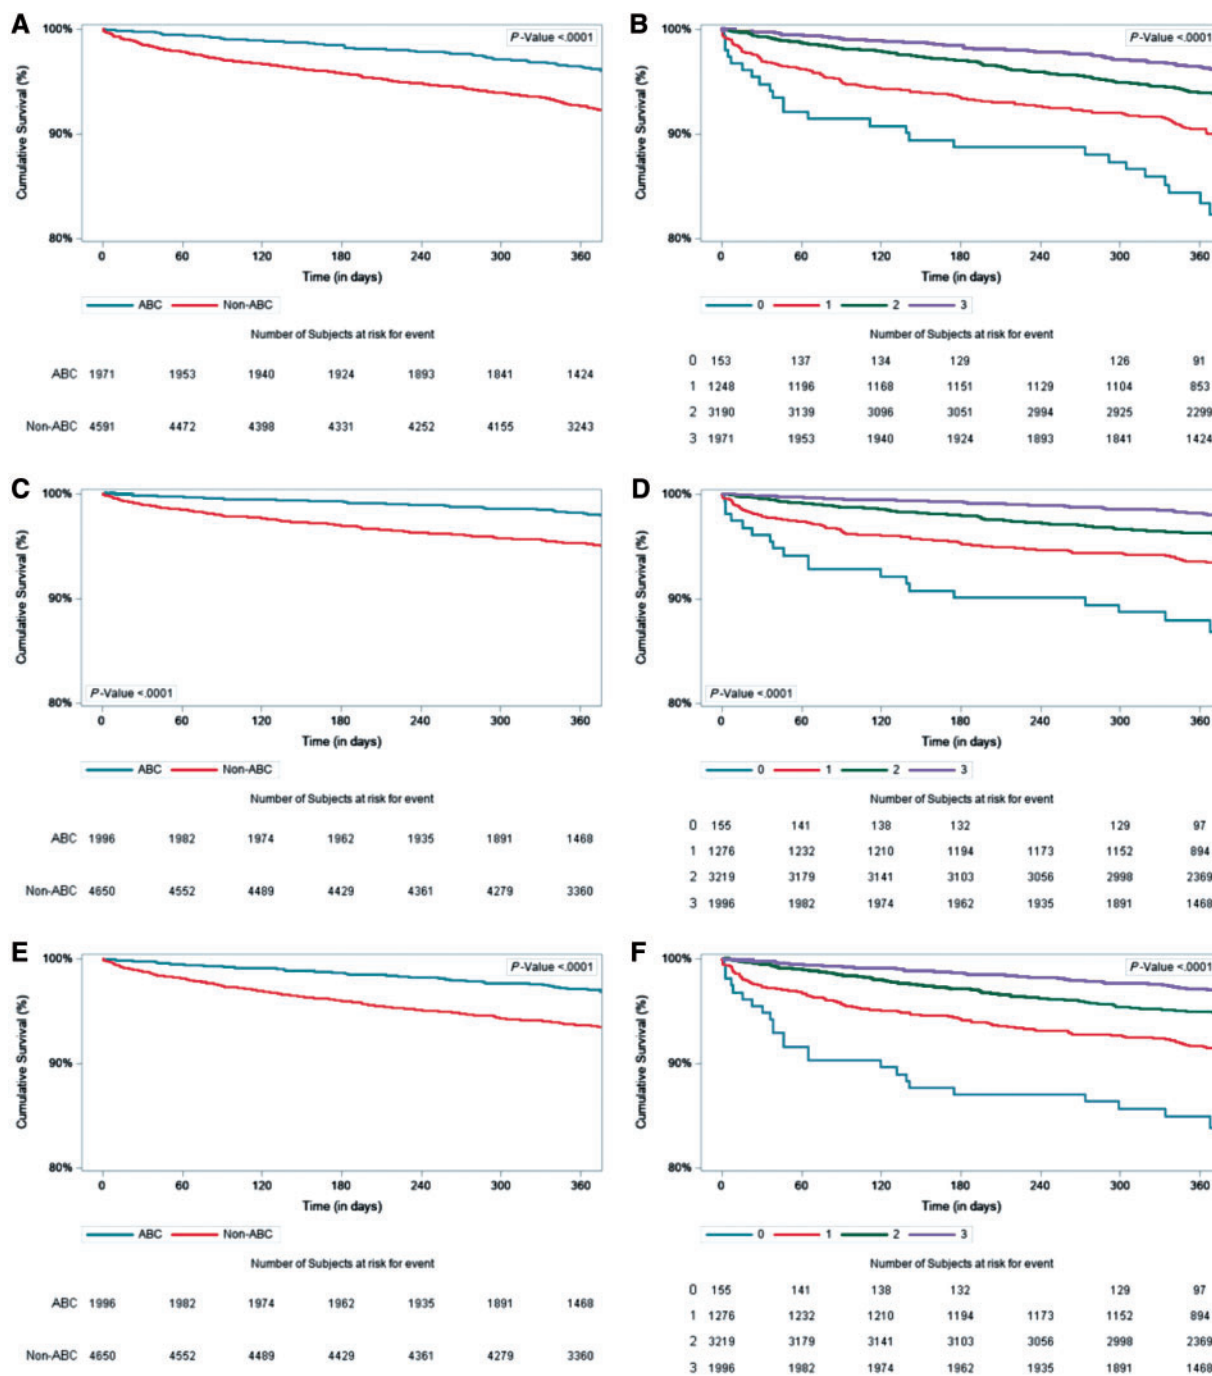 A
100%
90%
80%
Cumulative Survival (%)
P-Value <.0001
0 60 120 180 240 300 360
Time (in days)
ABC Non-ABC
Number of Subjects at risk for event
ABC 1971 1953 1940 1924 1893 1841 1424
Non-ABC 4591 4472 4398 4331 4252 4155 3243
B
100%
90%
80%
Cumulative Survival (%)
P-Value <.0001
0 60 120 180 240 300 360
Time (in days)
0 1 2 3
Number of Subjects at risk for event
0 153 137 134 129 126 91
1 1248 1196 1168 1151 1129 1104 853
2 3190 3139 3096 3051 2994 2925 2299
3 1971 1953 1940 1924 1893 1841 1424
C
100%
90%
80%
Cumulative Survival (%)
P-Value <.0001
0 60 120 180 240 300 360
Time (in days)
ABC Non-ABC
Number of Subjects at risk for event
ABC 1996 1982 1974 1962 1935 1891 1468
Non-ABC 4650 4552 4489 4429 4361 4279 3360
D
100%
90%
80%
Cumulative Survival (%)
P-Value <.0001
0 60 120 180 240 300 360
Time (in days)
0 1 2 3
Number of Subjects at risk for event
0 155 141 138 132 129 97
1 1276 1232 1210 1194 1173 1152 894
2 3219 3179 3141 3103 3056 2998 2369
3 1996 1982 1974 1962 1935 1891 1468
E
100%
90%
80%
Cumulative Survival (%)
P-Value <.0001
0 60 120 180 240 300 360
Time (in days)
ABC Non-ABC
Number of Subjects at risk for event
ABC 1996 1982 1974 1962 1935 1891 1468
Non-ABC 4650 4552 4489 4429 4361 4279 3360
F
100%
90%
80%
Cumulative Survival (%)
P-Value <.0001
0 60 120 180 240 300 360
Time (in days)
0 1 2 3
Number of Subjects at risk for event
0 155 141 138 132 129 97
1 1276 1232 1210 1194 1173 1152 894
2 3219 3179 3141 3103 3056 2998 2369
3 1996 1982 1974 1962 1935 1891 1468